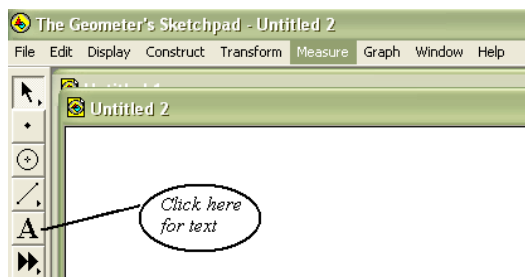 The Geometer's Sketchpad - Untitled 2
File Edit Display Construct Transform Measure Graph Window Help
Untitled 2
Click here
for text
A